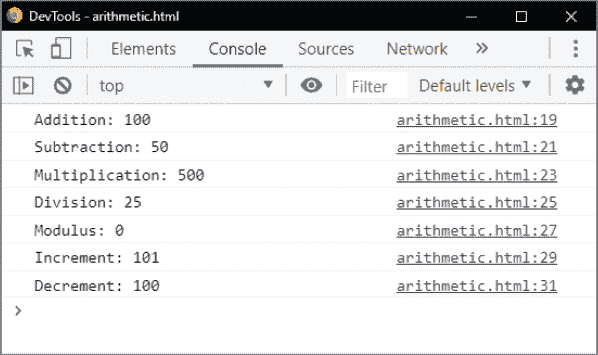 DevTools - arithmetic.html
Elements Console Sources Network »
top Filter Default levels
Addition: 100 arithmetic.html:19
Subtraction: 50 arithmetic.html:21
Multiplication: 500 arithmetic.html:23
Division: 25 arithmetic.html:25
Modulus: 0 arithmetic.html:27
Increment: 101 arithmetic.html:29
Decrement: 100 arithmetic.html:31
>